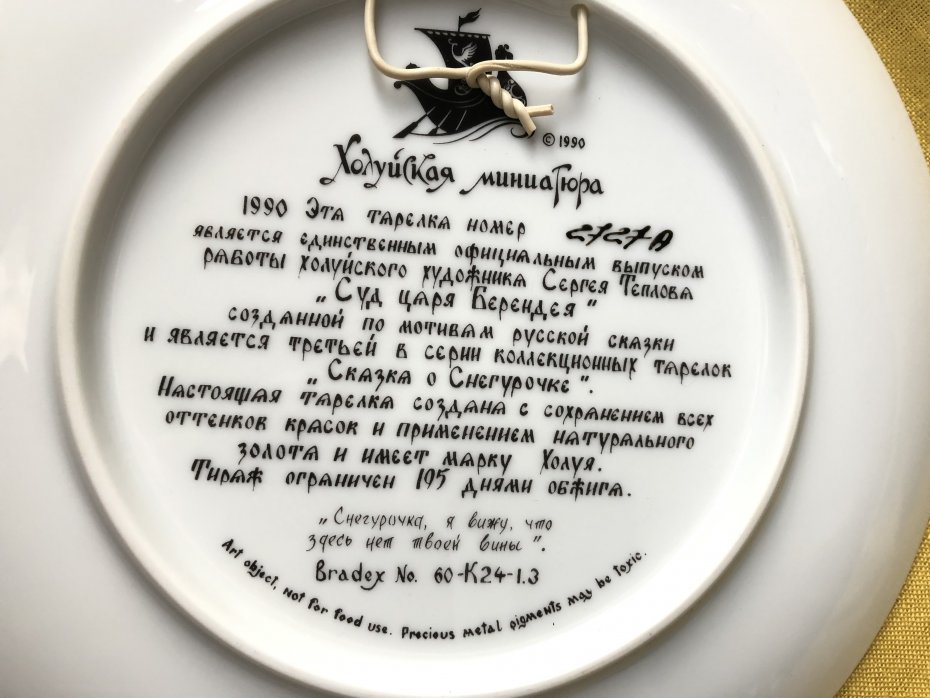 © 1990
Холуйская миниатюра
1990 Эта тарелка номер 2727A
является единственным официальным выпуском
работы холуйского художника Сергея Теплова
„Суд царя Берендея"
созданной по мотивам русской сказки
и является третьей в серии коллекционных тарелок
„Сказка о Снегурочке".
Настоящая тарелка создана с сохранением всех
оттенков красок и применением натурального
золота и имеет марку Холуя.
Тираж ограничен 195 днями обжига.
„Снегурочка, я вижу, что
здесь нет твоей вины".
Bradex No. 60-K24-1.3
Art object, not for food use. Precious metal pigments may be toxic.